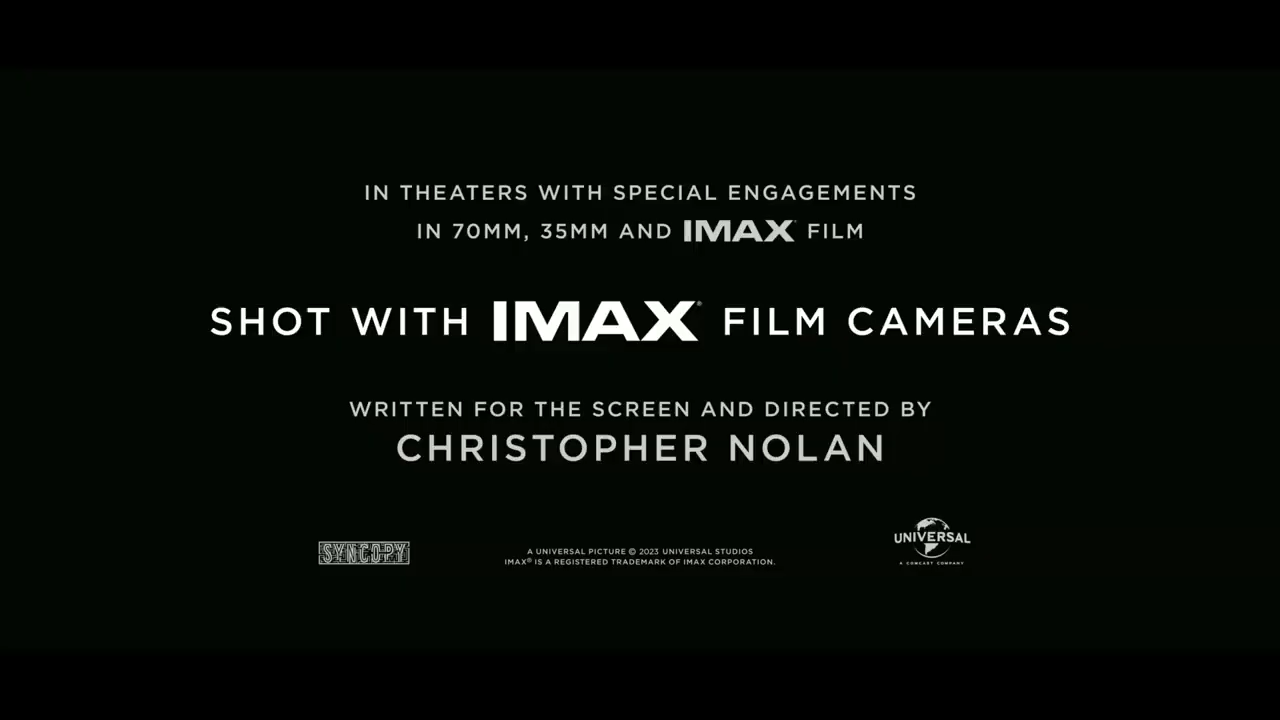 IN THEATERS WITH SPECIAL ENGAGEMENTS
IN 70MM, 35MM AND IMAX® FILM
SHOT WITH IMAX® FILM CAMERAS
WRITTEN FOR THE SCREEN AND DIRECTED BY
CHRISTOPHER NOLAN
SYNCOPY
A UNIVERSAL PICTURE © 2023 UNIVERSAL STUDIOS
IMAX® IS A REGISTERED TRADEMARK OF IMAX CORPORATION.
UNIVERSAL
A COMCAST COMPANY